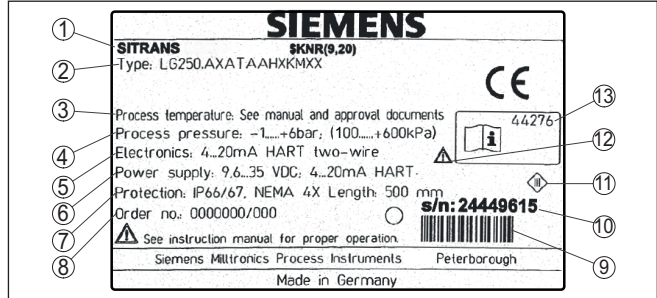 SIEMENS
SITRANS $KNR(9,20)
Type: LG250.AXATAAHXKMXX
CE
Process temperature: See manual and approval documents
Process pressure: -1.....+6bar; (100.....+600kPa)
Electronics: 4...20mA HART two-wire
Power supply: 9,6...35 VDC; 4...20mA HART.
Protection: IP66/67, NEMA 4X Length: 500 mm
Order no.: 0000000/000
See instruction manual for proper operation.
44276
i
s/n: 24449615
Siemens Milltronics Process Instruments Peterborough
Made in Germany
1
2
3
4
5
6
7
8
9
10
11
12
13